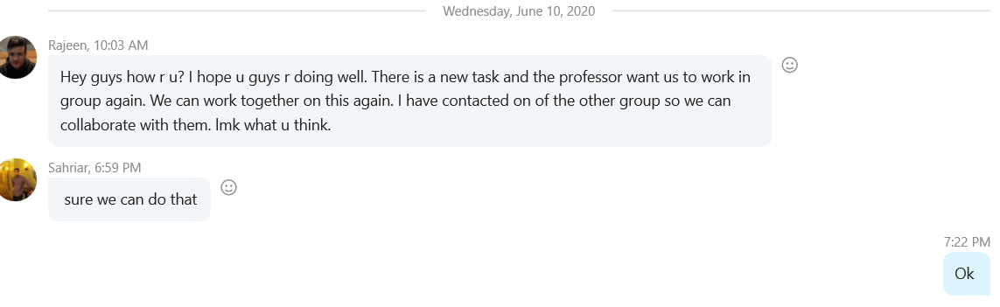 Wednesday, June 10, 2020
Rajeen, 10:03 AM
Hey guys how r u? I hope u guys r doing well. There is a new task and the professor want us to work in
group again. We can work together on this again. I have contacted on of the other group so we can
collaborate with them. lmk what u think.
Sahriar, 6:59 PM
sure we can do that
7:22 PM
Ok